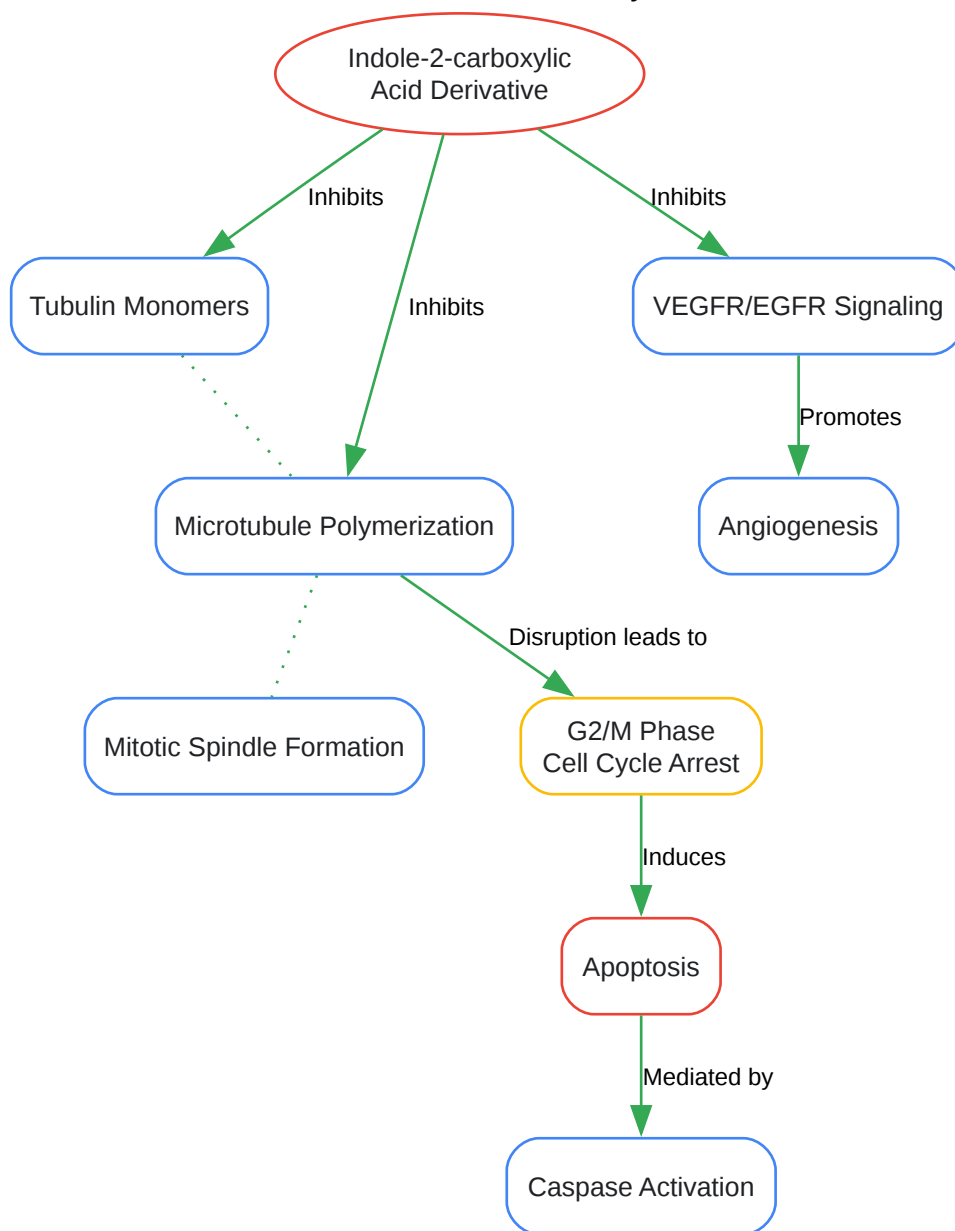 Indole-2-carboxylic
Acid Derivative
Inhibits
Inhibits
Tubulin Monomers
VEGFR/EGFR Signaling
Inhibits
Promotes
Microtubule Polymerization
Angiogenesis
Disruption leads to
Mitotic Spindle Formation
G2/M Phase
Cell Cycle Arrest
Induces
Apoptosis
Mediated by
Caspase Activation